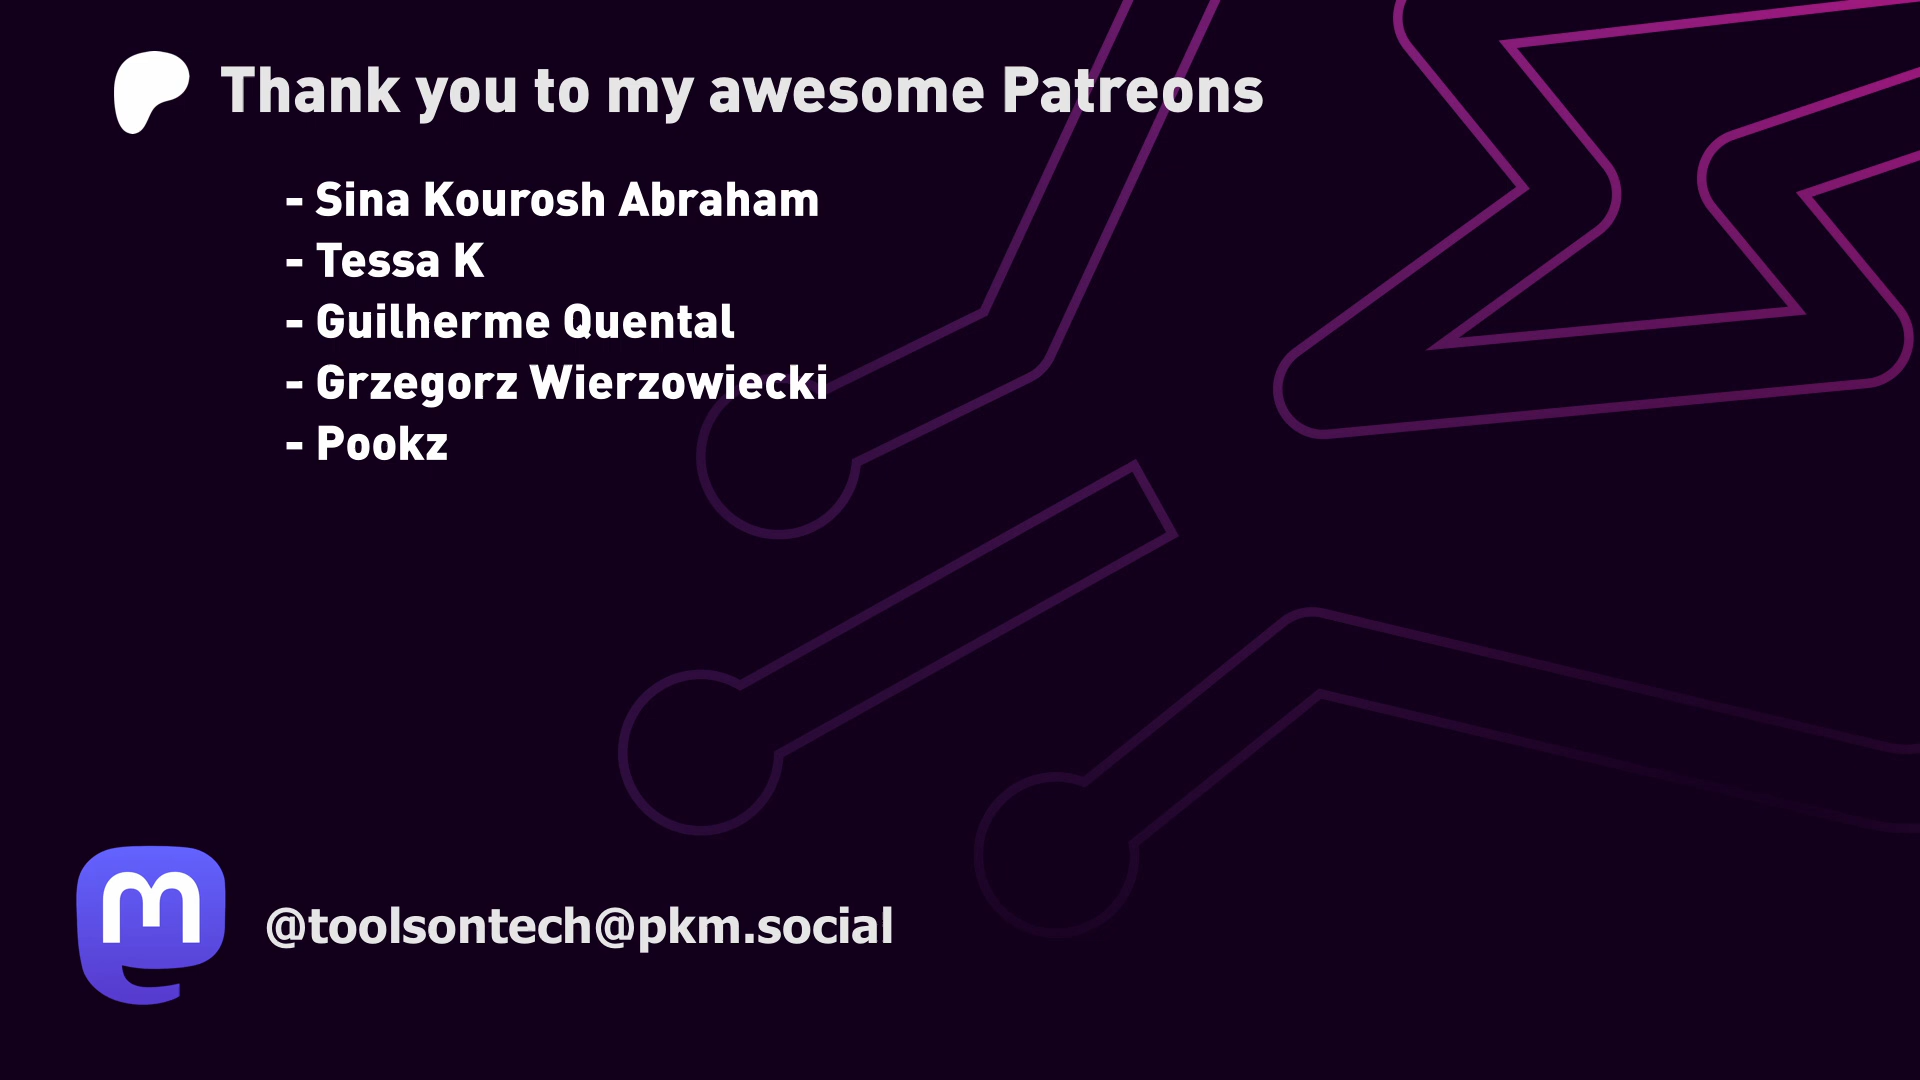 Thank you to my awesome Patreons
- Sina Kourosh Abraham
- Tessa K
- Guilherme Quental
- Grzegorz Wierzowiecki
- Pookz
@toolsontech@pkm.social